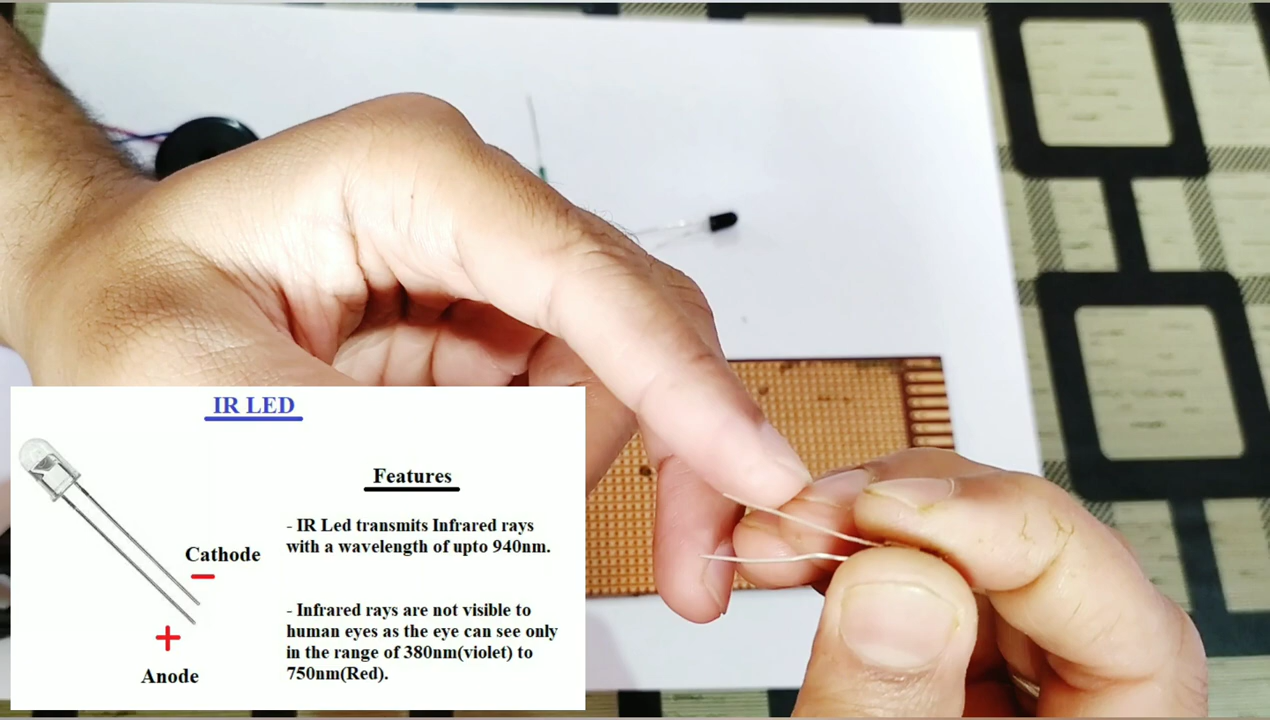 IR LED
Features
- IR Led transmits Infrared rays
with a wavelength of upto 940nm.
Cathode
−
- Infrared rays are not visible to
human eyes as the eye can see only
in the range of 380nm(violet) to
750nm(Red).
+
Anode